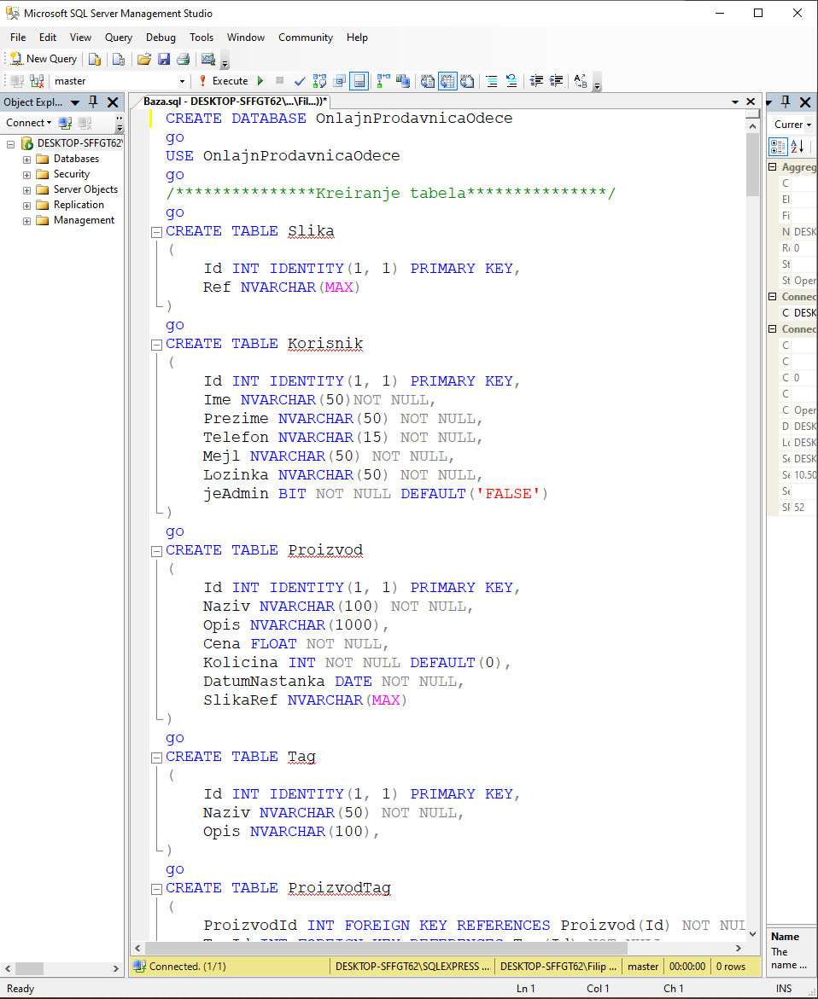 Microsoft SQL Server Management Studio
File Edit View Query Debug Tools Window Community Help
New Query
master Execute
Object Expl...
Connect
DESKTOP-SFFGT62\
Databases
Security
Server Objects
Replication
Management
Baza.sql - DESKTOP-SFFGT62\...\Fil...))*
CREATE DATABASE OnlajnProdavnicaOdece
go
USE OnlajnProdavnicaOdece
go
/***************Kreiranje tabela***************/
go
CREATE TABLE Slika
(
Id INT IDENTITY(1, 1) PRIMARY KEY,
Ref NVARCHAR(MAX)
)
go
CREATE TABLE Korisnik
(
Id INT IDENTITY(1, 1) PRIMARY KEY,
Ime NVARCHAR(50)NOT NULL,
Prezime NVARCHAR(50) NOT NULL,
Telefon NVARCHAR(15) NOT NULL,
Mejl NVARCHAR(50) NOT NULL,
Lozinka NVARCHAR(50) NOT NULL,
jeAdmin BIT NOT NULL DEFAULT('FALSE')
)
go
CREATE TABLE Proizvod
(
Id INT IDENTITY(1, 1) PRIMARY KEY,
Naziv NVARCHAR(100) NOT NULL,
Opis NVARCHAR(1000),
Cena FLOAT NOT NULL,
Kolicina INT NOT NULL DEFAULT(0),
DatumNastanka DATE NOT NULL,
SlikaRef NVARCHAR(MAX)
)
go
CREATE TABLE Tag
(
Id INT IDENTITY(1, 1) PRIMARY KEY,
Naziv NVARCHAR(50) NOT NULL,
Opis NVARCHAR(100),
)
go
CREATE TABLE ProizvodTag
(
ProizvodId INT FOREIGN KEY REFERENCES Proizvod(Id) NOT NUL
Curren
Aggreg
C
El
Fi
N DESK
Re 0
St
St Oper
Connec
C DESK
Connec
C
C
C 0
C
C Oper
D DESK
Lo DESK
Se DESK
Se 10.50
Se
SP 52
Name
The
name ...
Connected. (1/1) DESKTOP-SFFGT62\SQLEXPRESS ... DESKTOP-SFFGT62\Filip ... master 00:00:00 0 rows
Ready Ln 1 Col 1 Ch 1 INS